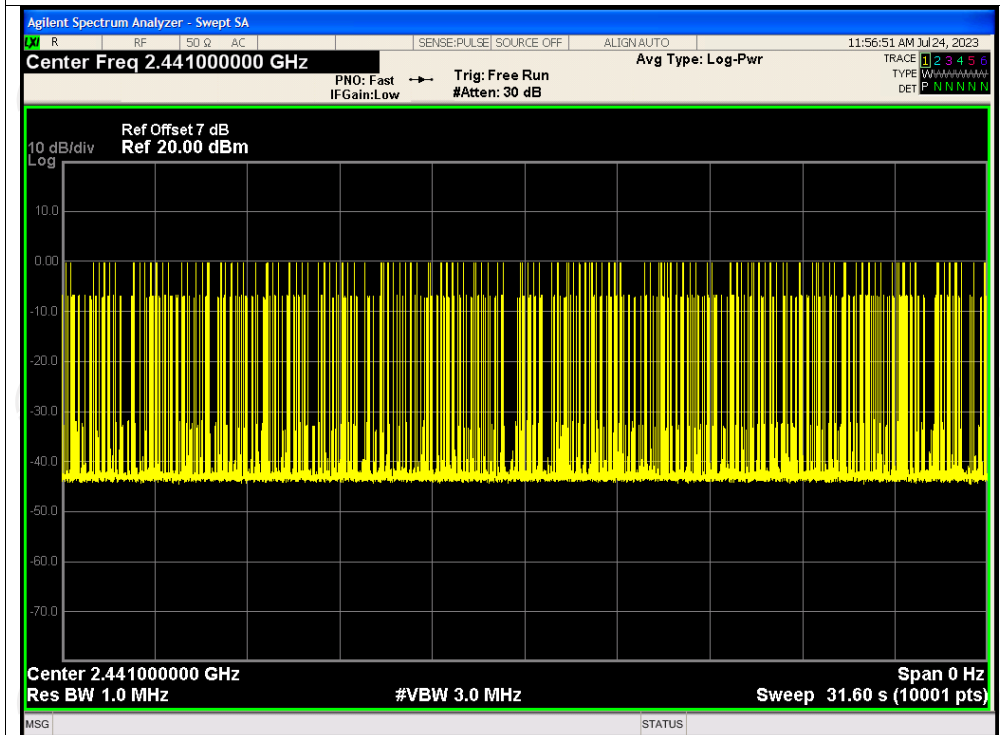 Agilent Spectrum Analyzer - Swept SA
LXI R RF 50 Ω AC SENSE:PULSE SOURCE OFF ALIGNAUTO 11:56:51 AM Jul 24, 2023
Center Freq 2.441000000 GHz
Avg Type: Log-Pwr
TRACE 1 2 3 4 5 6
PNO: Fast Trig: Free Run
TYPE W
IFGain:Low #Atten: 30 dB
DET P N N N N N
Ref Offset 7 dB
10 dB/div Ref 20.00 dBm
Log
10.0
0.00
-10.0
-20.0
-30.0
-40.0
-50.0
-60.0
-70.0
Center 2.441000000 GHz Span 0 Hz
Res BW 1.0 MHz #VBW 3.0 MHz Sweep 31.60 s (10001 pts)
MSG STATUS